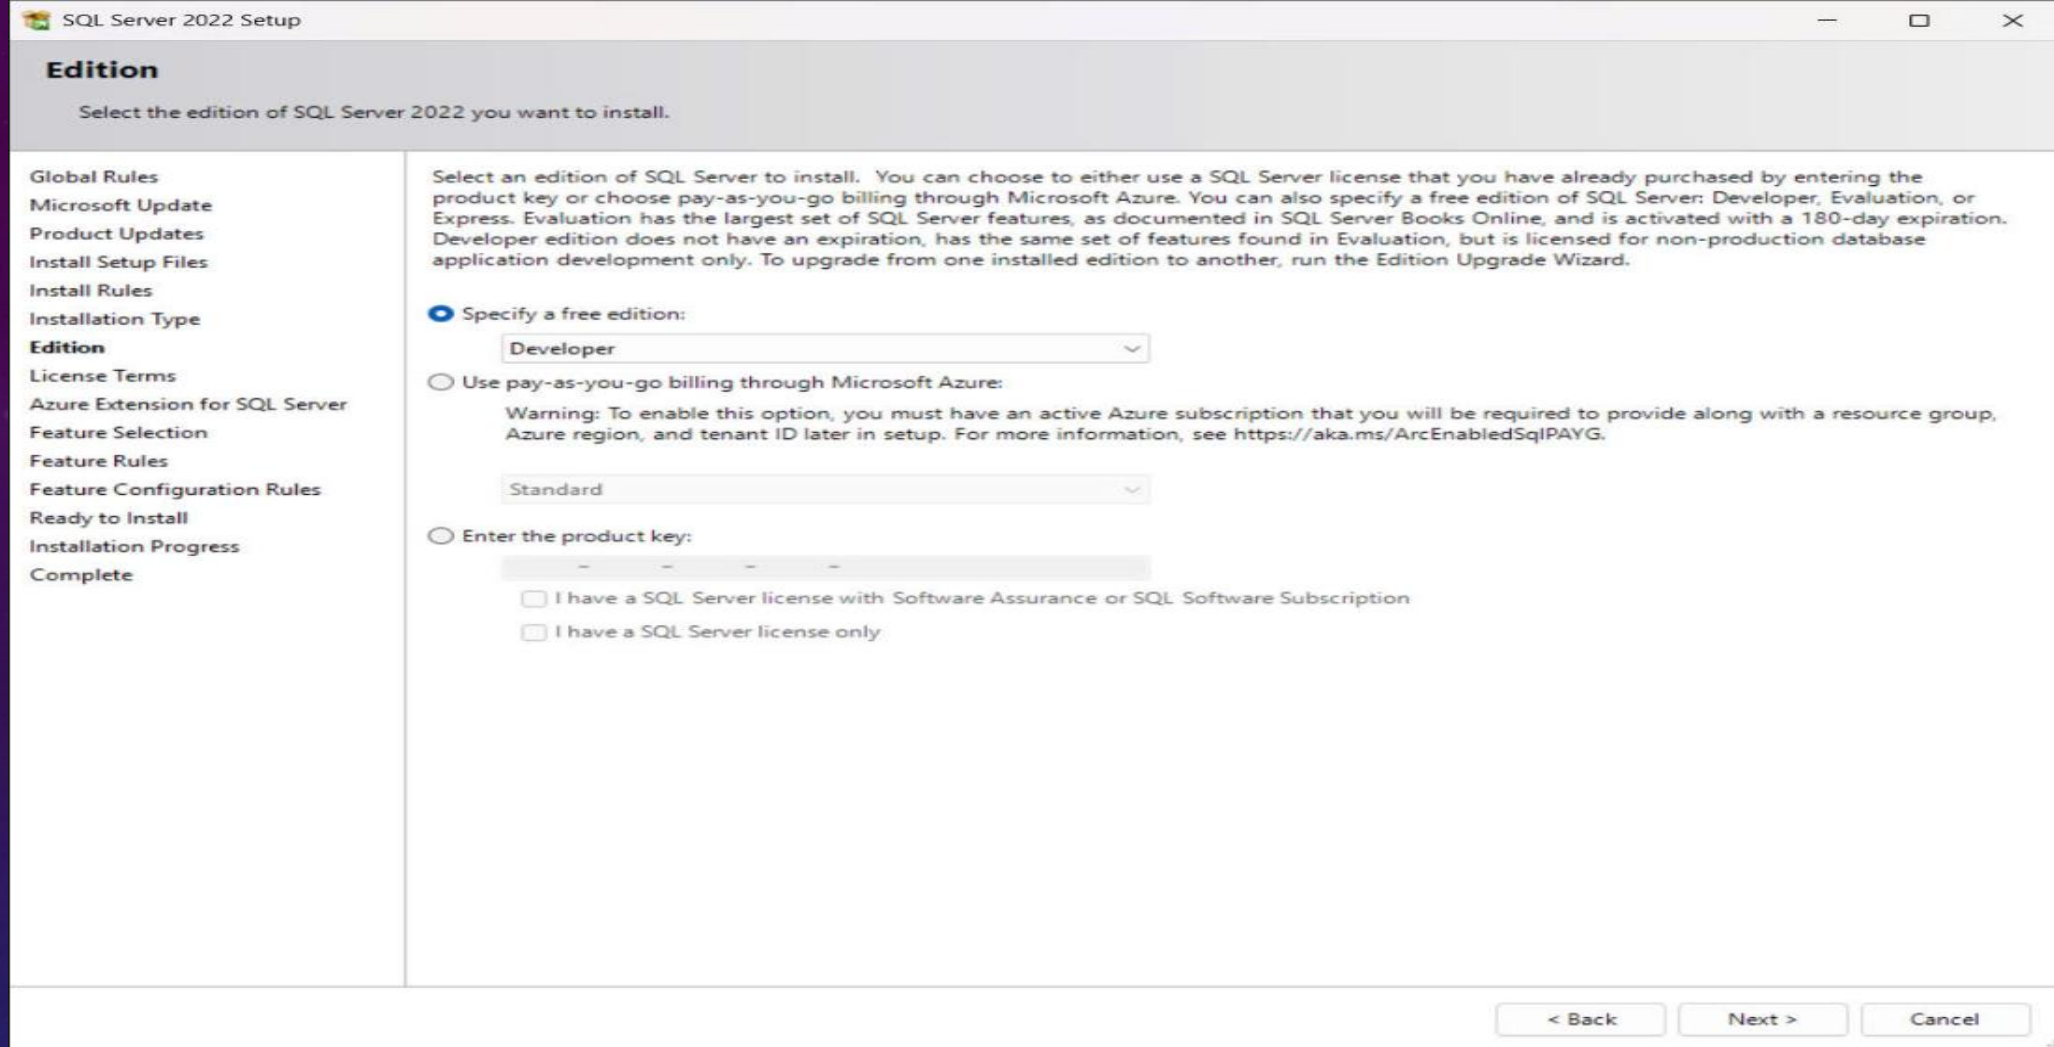 SQL Server 2022 Setup
Edition
Select the edition of SQL Server 2022 you want to install.
Global Rules
Microsoft Update
Product Updates
Install Setup Files
Install Rules
Installation Type
Edition
License Terms
Azure Extension for SQL Server
Feature Selection
Feature Rules
Feature Configuration Rules
Ready to Install
Installation Progress
Complete
Select an edition of SQL Server to install.  You can choose to either use a SQL Server license that you have already purchased by entering the
product key or choose pay-as-you-go billing through Microsoft Azure. You can also specify a free edition of SQL Server: Developer, Evaluation, or
Express. Evaluation has the largest set of SQL Server features, as documented in SQL Server Books Online, and is activated with a 180-day expiration.
Developer edition does not have an expiration, has the same set of features found in Evaluation, but is licensed for non-production database
application development only. To upgrade from one installed edition to another, run the Edition Upgrade Wizard.
Specify a free edition:
Developer
Use pay-as-you-go billing through Microsoft Azure:
Warning: To enable this option, you must have an active Azure subscription that you will be required to provide along with a resource group,
Azure region, and tenant ID later in setup. For more information, see https://aka.ms/ArcEnabledSqlPAYG.
Standard
Enter the product key:
- - - -
I have a SQL Server license with Software Assurance or SQL Software Subscription
I have a SQL Server license only
< Back
Next >
Cancel